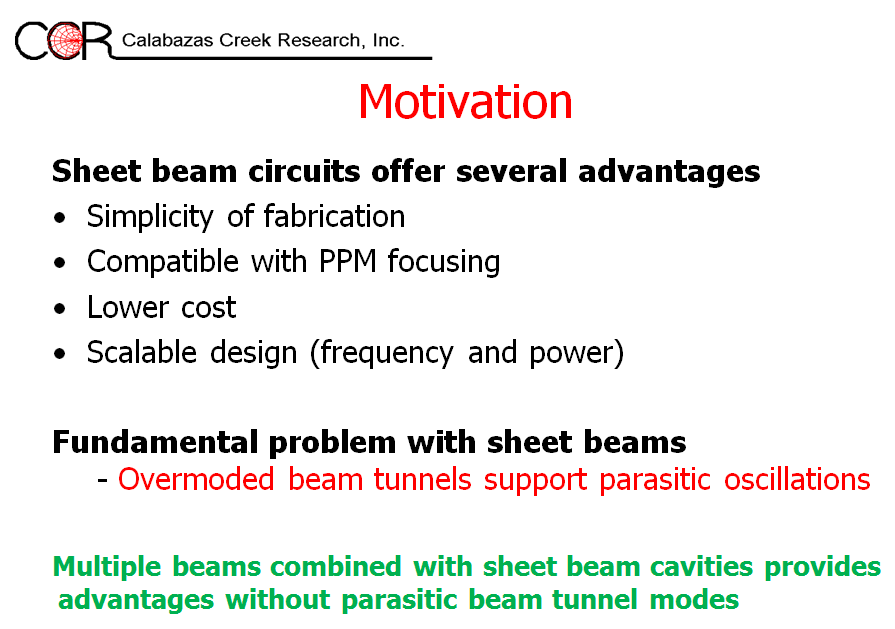 CCR Calabazas Creek Research, Inc.
Motivation
Sheet beam circuits offer several advantages
• Simplicity of fabrication
• Compatible with PPM focusing
• Lower cost
• Scalable design (frequency and power)
Fundamental problem with sheet beams
- Overmoded beam tunnels support parasitic oscillations
Multiple beams combined with sheet beam cavities provides
advantages without parasitic beam tunnel modes